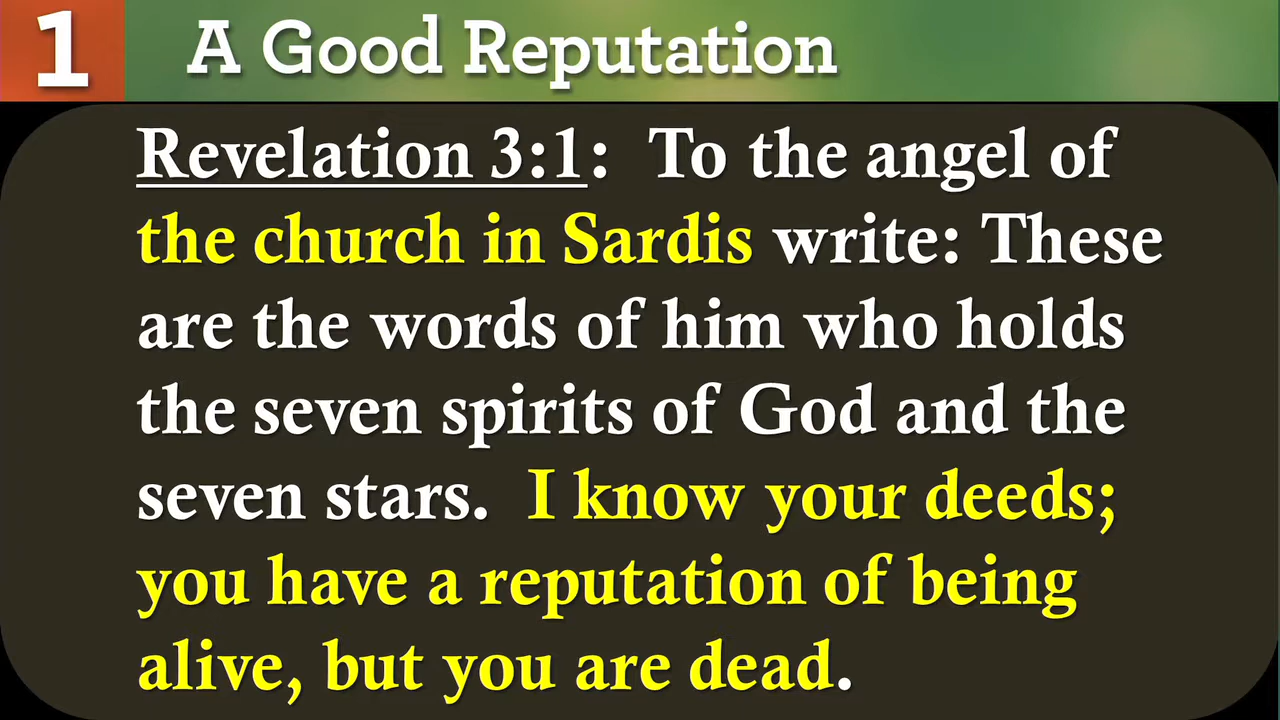 1 A Good Reputation
Revelation 3:1: To the angel of
the church in Sardis write: These
are the words of him who holds
the seven spirits of God and the
seven stars. I know your deeds;
you have a reputation of being
alive, but you are dead.